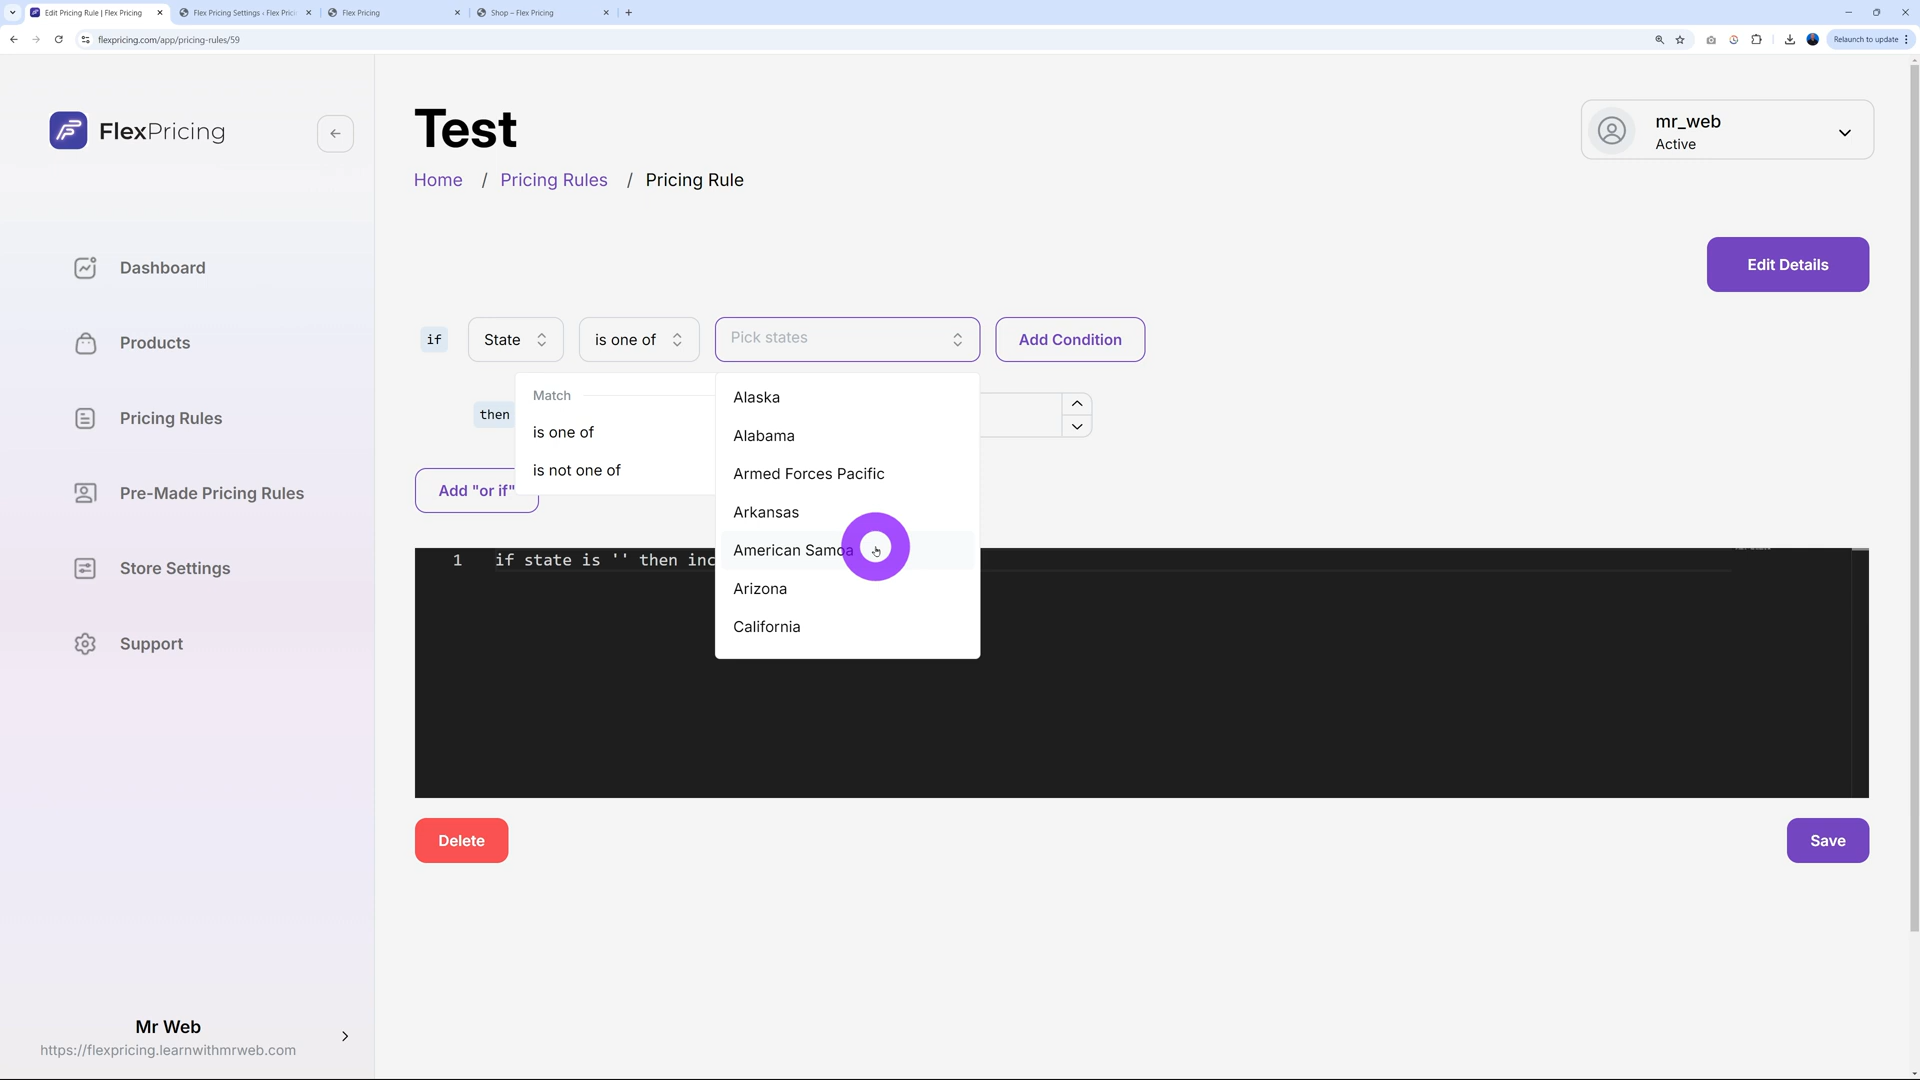 Edit Pricing Rule | Flex Pricing
Flex Pricing Settings ‹ Flex Prici
Flex Pricing
Shop – Flex Pricing
flexpricing.com/app/pricing-rules/59
Relaunch to update
FlexPricing
Test
mr_web
Active
Home / Pricing Rules / Pricing Rule
Dashboard
Products
Pricing Rules
Pre-Made Pricing Rules
Store Settings
Support
Edit Details
if State is one of Pick states Add Condition
Match
is one of
is not one of
then
Alaska
Alabama
Armed Forces Pacific
Arkansas
American Samoa
Arizona
California
Add "or if"
1 if state is '' then inc
Delete
Save
Mr Web
https://flexpricing.learnwithmrweb.com